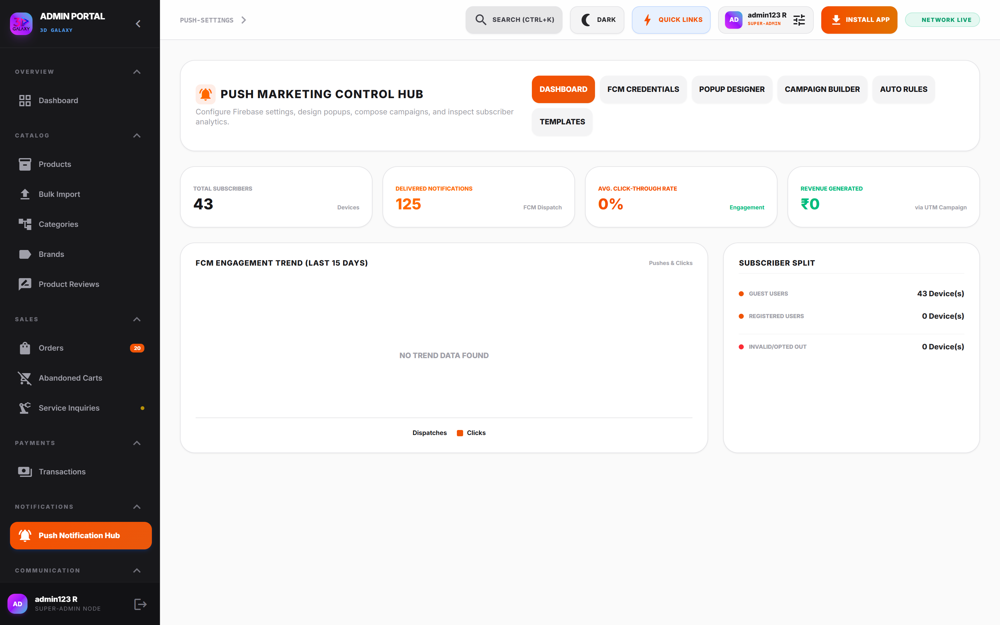 3D
GALAXY
ADMIN PORTAL
3D GALAXY
OVERVIEW
Dashboard
CATALOG
Products
Bulk Import
Categories
Brands
Product Reviews
SALES
Orders
20
Abandoned Carts
Service Inquiries
PAYMENTS
Transactions
NOTIFICATIONS
Push Notification Hub
COMMUNICATION
AD
admin123 R
SUPER-ADMIN NODE
PUSH-SETTINGS
SEARCH (CTRL+K)
DARK
QUICK LINKS
AD
admin123 R
SUPER-ADMIN
INSTALL APP
NETWORK LIVE
PUSH MARKETING CONTROL HUB
Configure Firebase settings, design popups, compose campaigns, and inspect subscriber
analytics.
DASHBOARD
FCM CREDENTIALS
POPUP DESIGNER
CAMPAIGN BUILDER
AUTO RULES
TEMPLATES
TOTAL SUBSCRIBERS
43
Devices
DELIVERED NOTIFICATIONS
125
FCM Dispatch
AVG. CLICK-THROUGH RATE
0%
Engagement
REVENUE GENERATED
₹0
via UTM Campaign
FCM ENGAGEMENT TREND (LAST 15 DAYS)
Pushes & Clicks
NO TREND DATA FOUND
Dispatches
Clicks
SUBSCRIBER SPLIT
GUEST USERS
43 Device(s)
REGISTERED USERS
0 Device(s)
INVALID/OPTED OUT
0 Device(s)